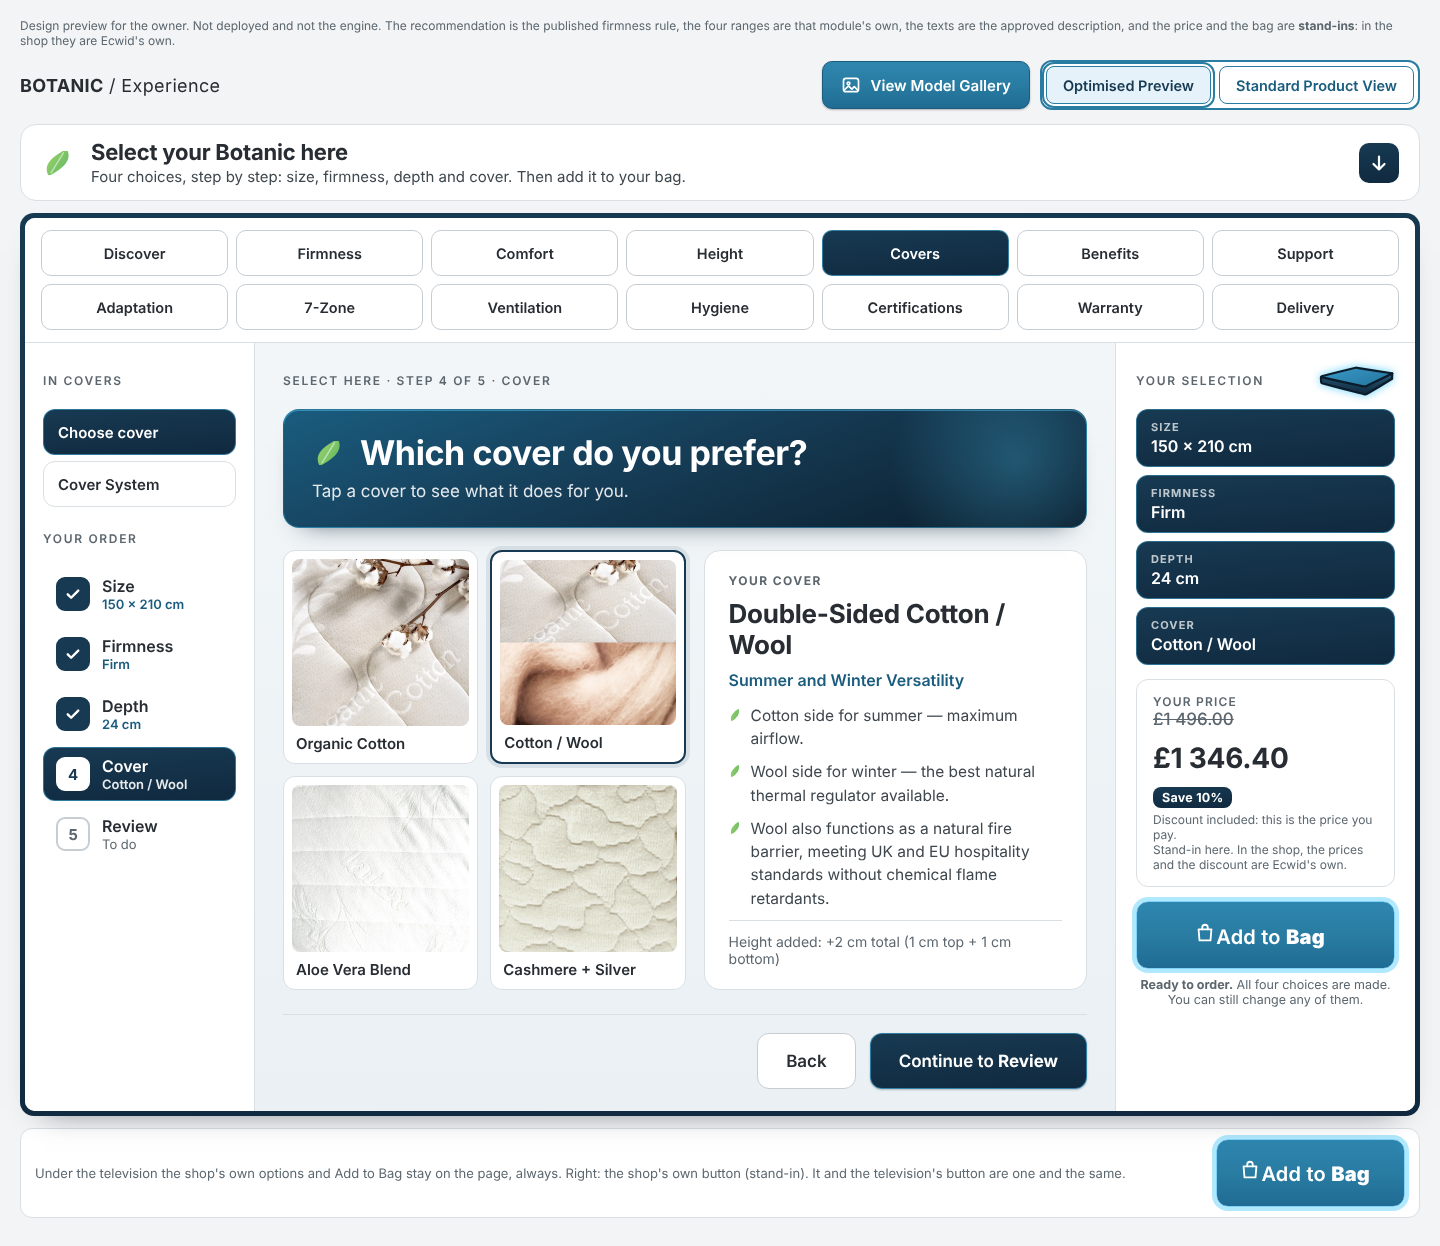 Design preview for the owner. Not deployed and not the engine. The recommendation is the published firmness rule, the four ranges are that module's own, the texts are the approved description, and the price and the bag are stand-ins: in the
shop they are Ecwid's own.
BOTANIC / Experience
View Model Gallery
Optimised Preview
Standard Product View
Select your Botanic here
Four choices, step by step: size, firmness, depth and cover. Then add it to your bag.
Discover
Firmness
Comfort
Height
Covers
Benefits
Support
Adaptation
7-Zone
Ventilation
Hygiene
Certifications
Warranty
Delivery
IN COVERS
Choose cover
Cover System
YOUR ORDER
Size
150 × 210 cm
Firmness
Firm
Depth
24 cm
4
Cover
Cotton / Wool
5
Review
To do
SELECT HERE · STEP 4 OF 5 · COVER
Which cover do you prefer?
Tap a cover to see what it does for you.
Cotton
Organic Cotton
Cotton
Cotton / Wool
Aloe Vera Blend
Cashmere + Silver
YOUR COVER
Double-Sided Cotton /
Wool
Summer and Winter Versatility
Cotton side for summer — maximum
airflow.
Wool side for winter — the best natural
thermal regulator available.
Wool also functions as a natural fire
barrier, meeting UK and EU hospitality
standards without chemical flame
retardants.
Height added: +2 cm total (1 cm top + 1 cm
bottom)
Back
Continue to Review
YOUR SELECTION
SIZE
150 × 210 cm
FIRMNESS
Firm
DEPTH
24 cm
COVER
Cotton / Wool
YOUR PRICE
£1 496.00
£1 346.40
Save 10%
Discount included: this is the price you
pay.
Stand-in here. In the shop, the prices
and the discount are Ecwid's own.
Add to Bag
Ready to order. All four choices are made.
You can still change any of them.
Under the television the shop's own options and Add to Bag stay on the page, always. Right: the shop's own button (stand-in). It and the television's button are one and the same.
Add to Bag